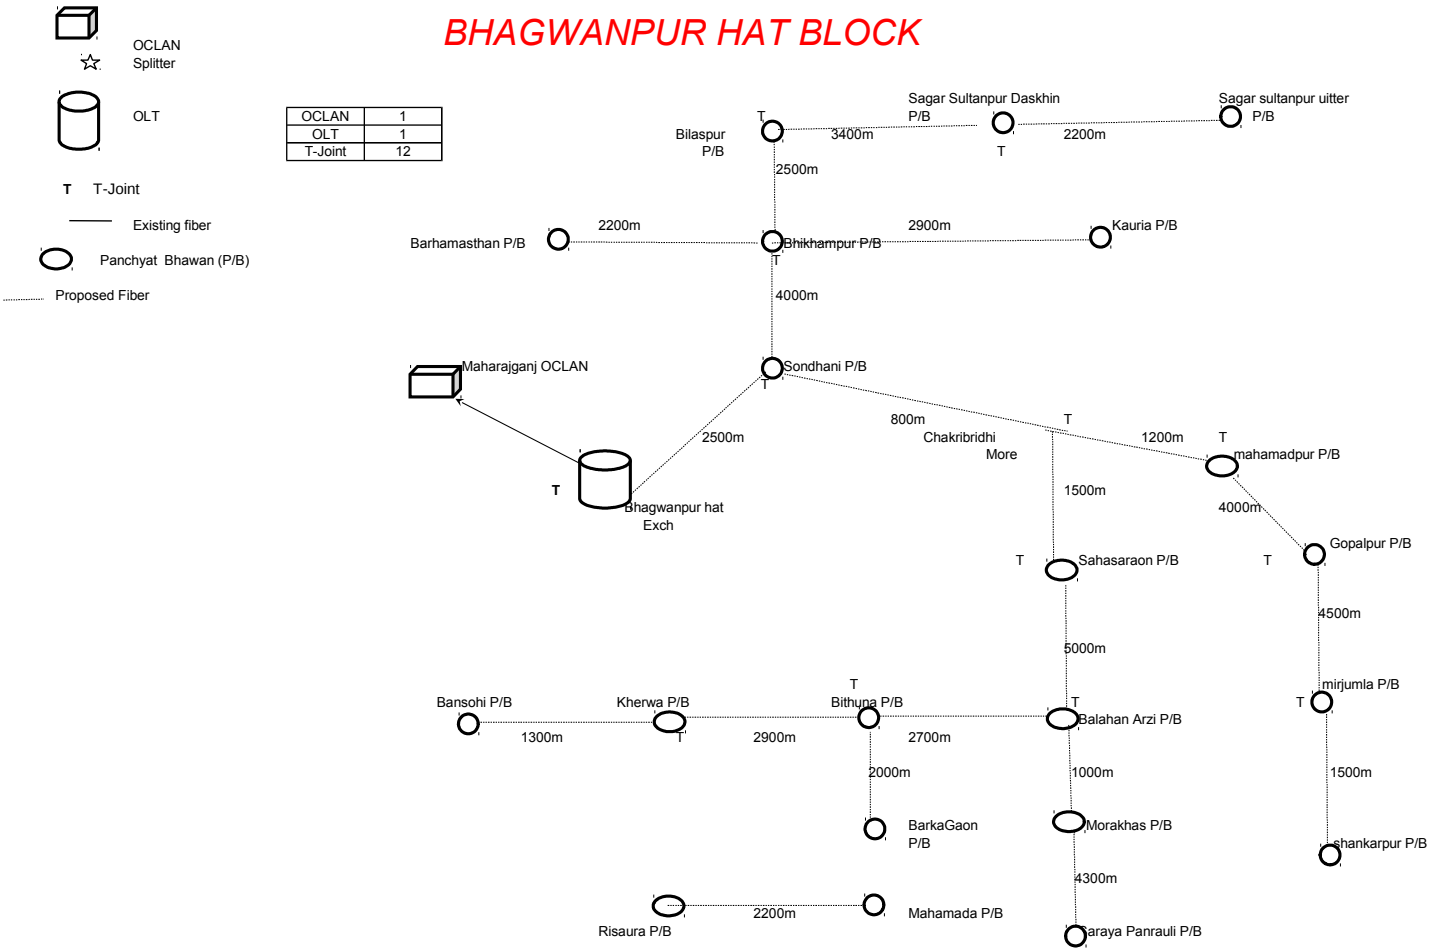 BHAGWANPUR HAT BLOCK
OCLAN
Splitter
OLT
T T-Joint
Existing fiber
Panchyat Bhawan (P/B)
Proposed Fiber
OCLAN 1
OLT 1
T-Joint 12
Sagar Sultanpur Daskhin
P/B
Sagar sultanpur uitter
P/B
T
Bilaspur
P/B
3400m
2200m
T
2500m
Barhamasthan P/B
2200m
Bhikhampur P/B
2900m
Kauria P/B
T
4000m
Maharajganj OCLAN
Sondhani P/B
T
800m
T
Chakribridhi
More
1200m
T
mahamadpur P/B
2500m
T
Bhagwanpur hat
Exch
1500m
4000m
Gopalpur P/B
T
Sahasaraon P/B
T
4500m
5000m
mirjumla P/B
T
T
Bansohi P/B
Kherwa P/B
Bithuna P/B
T
Balahan Arzi P/B
1300m
T
2900m
2700m
2000m
1000m
1500m
BarkaGaon
P/B
Morakhas P/B
shankarpur P/B
4300m
Risaura P/B
2200m
Mahamada P/B
Saraya Panrauli P/B